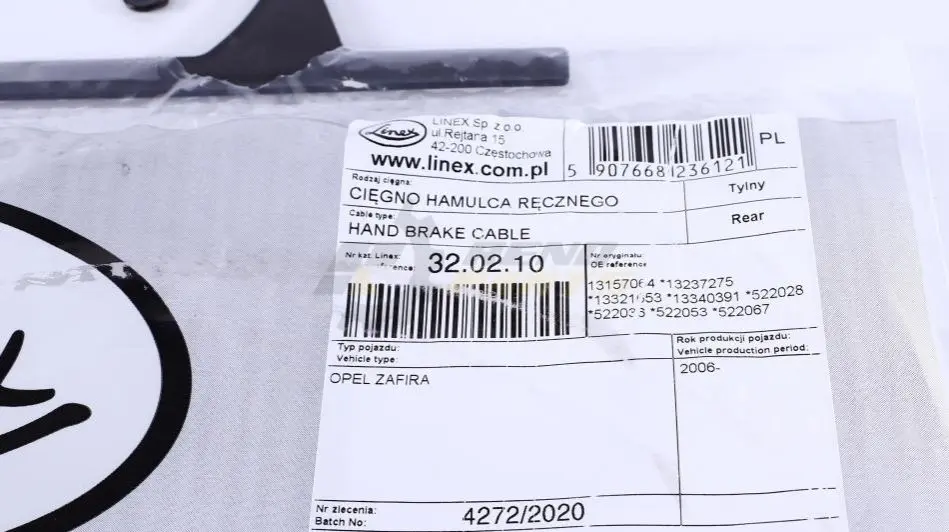 Linex
LINEX Sp. z o.o.
ul.Rejtana 15
42-200 Częstochowa
www.linex.com.pl
5 907668 236121
PL
Rodzaj cięgna:
CIĘGNO HAMULCA RĘCZNEGO
Tylny
Cable type:
HAND BRAKE CABLE
Rear
Nr kat. Linex:
32.02.10
Nr oryginału
OE reference
13157064 *13237275
*13321653 *13340391 *522028
*522036 *522053 *522067
Typ pojazdu:
Vehicle type:
OPEL ZAFIRA
Rok produkcji pojazdu:
Vehicle production period:
2006-
Nr zlecenia:
Batch No:
4272/2020